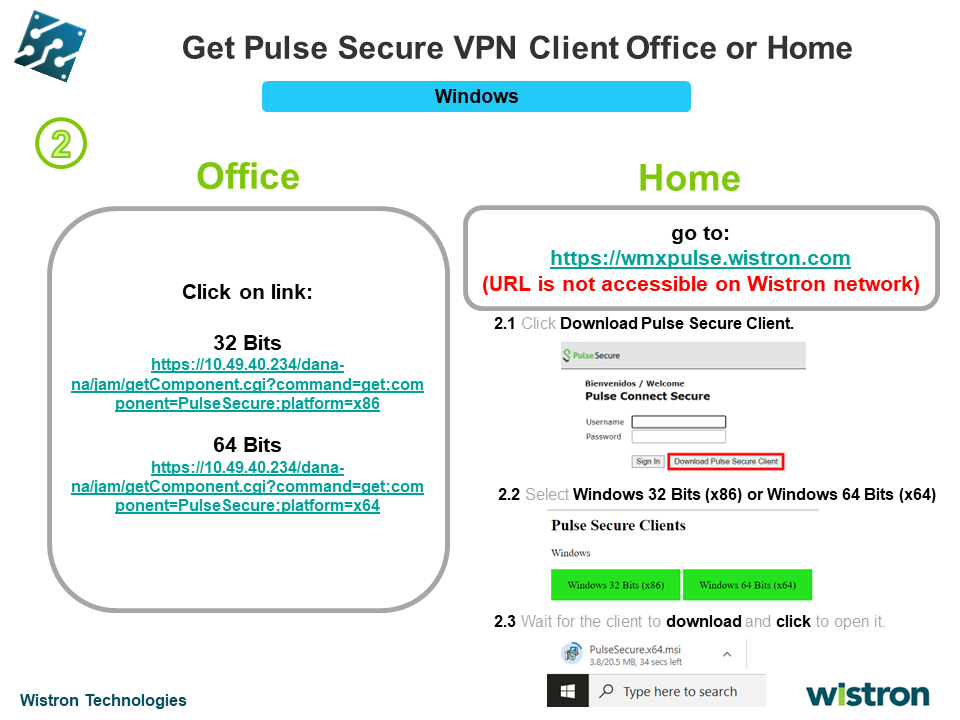 Get Pulse Secure VPN Client Office or Home
Windows
2
Office
Click on link:
32 Bits
https://10.49.40.234/dana-
na/jam/getComponent.cgi?command=get;com
ponent=PulseSecure;platform=x86
64 Bits
https://10.49.40.234/dana-
na/jam/getComponent.cgi?command=get;com
ponent=PulseSecure;platform=x64
Home
go to:
https://wmxpulse.wistron.com
(URL is not accessible on Wistron network)
2.1 Click Download Pulse Secure Client.
Pulse Secure
Bienvenidos / Welcome
Pulse Connect Secure
Username
Password
Sign In Download Pulse Secure Client
2.2 Select Windows 32 Bits (x86) or Windows 64 Bits (x64)
Pulse Secure Clients
Windows
Windows 32 Bits (x86) Windows 64 Bits (x64)
2.3 Wait for the client to download and click to open it.
PulseSecure.x64.msi
3.8/20.5 MB, 34 secs left
Type here to search
Wistron Technologies
wistron